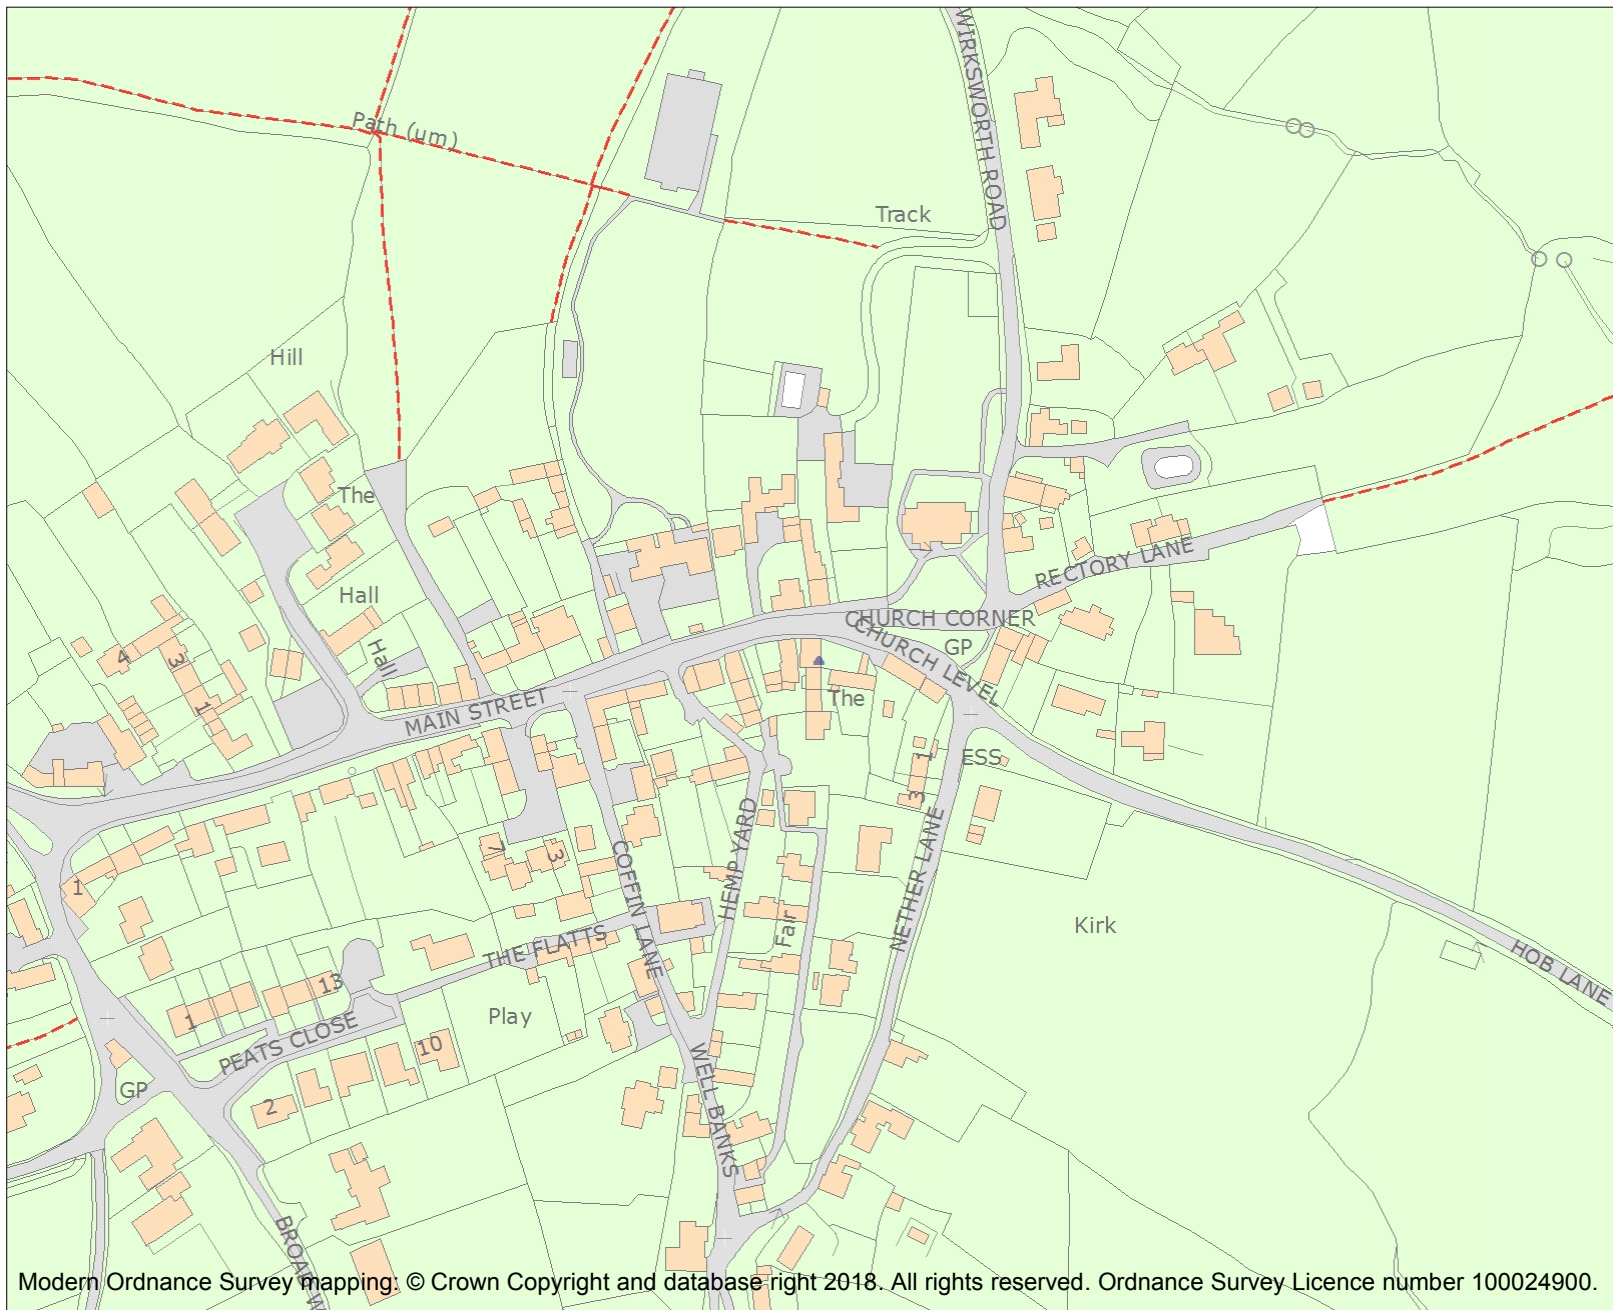 WIRKSWORTH ROAD
Path (um)
Track
Hill
The
Hall
Hall
RECTORY LANE
CHURCH CORNER
GP
CHURCH LEVEL
4
3
1
MAIN STREET
The
ESS
1
3
NETHER LANE
HEMP YARD
COFFIN LANE
7
3
1
Fair
Kirk
THE FLATTS
HOB LANE
13
1
Play
PEATS CLOSE
10
2
GP
WELL BANKS
BROAD W
Modern Ordnance Survey mapping: © Crown Copyright and database right 2018. All rights reserved. Ordnance Survey Licence number 100024900.